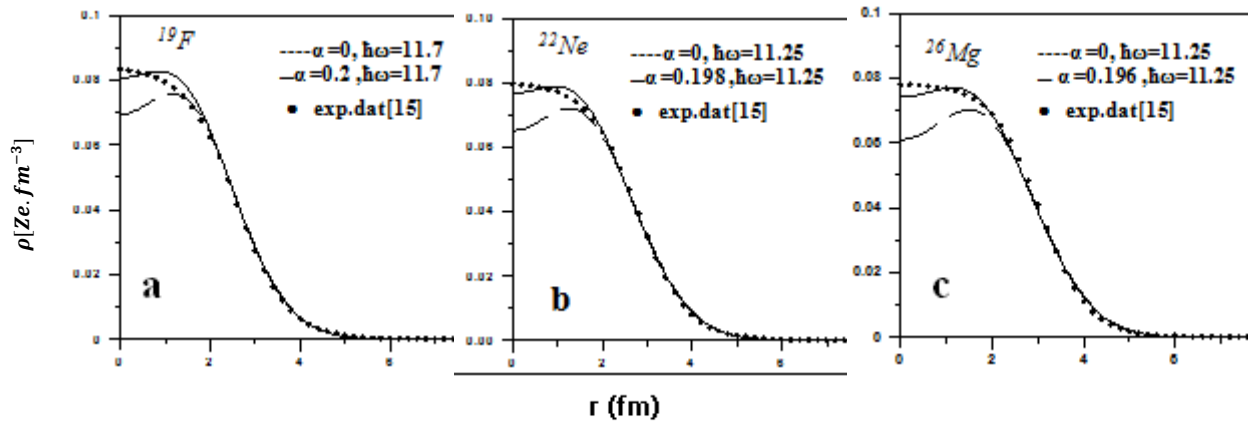 ρ[Ze.fm⁻³]
0.1
0.08
0.06
0.04
0.02
0
0
2
4
6
¹⁹F
----α=0, ħω=11.7
—α=0.2 ,ħω=11.7
• exp.dat[15]
a
0.10
0.08
0.06
0.04
0.02
0.00
0
2
4
6
²²Ne
----α=0, ħω=11.25
—α=0.198 ,ħω=11.25
• exp.dat[15]
b
0.1
0.08
0.06
0.04
0.02
0
0
2
4
6
²⁶Mg
----α=0, ħω=11.25
— α=0.196 ,ħω=11.25
• exp.dat[15]
c
r (fm)